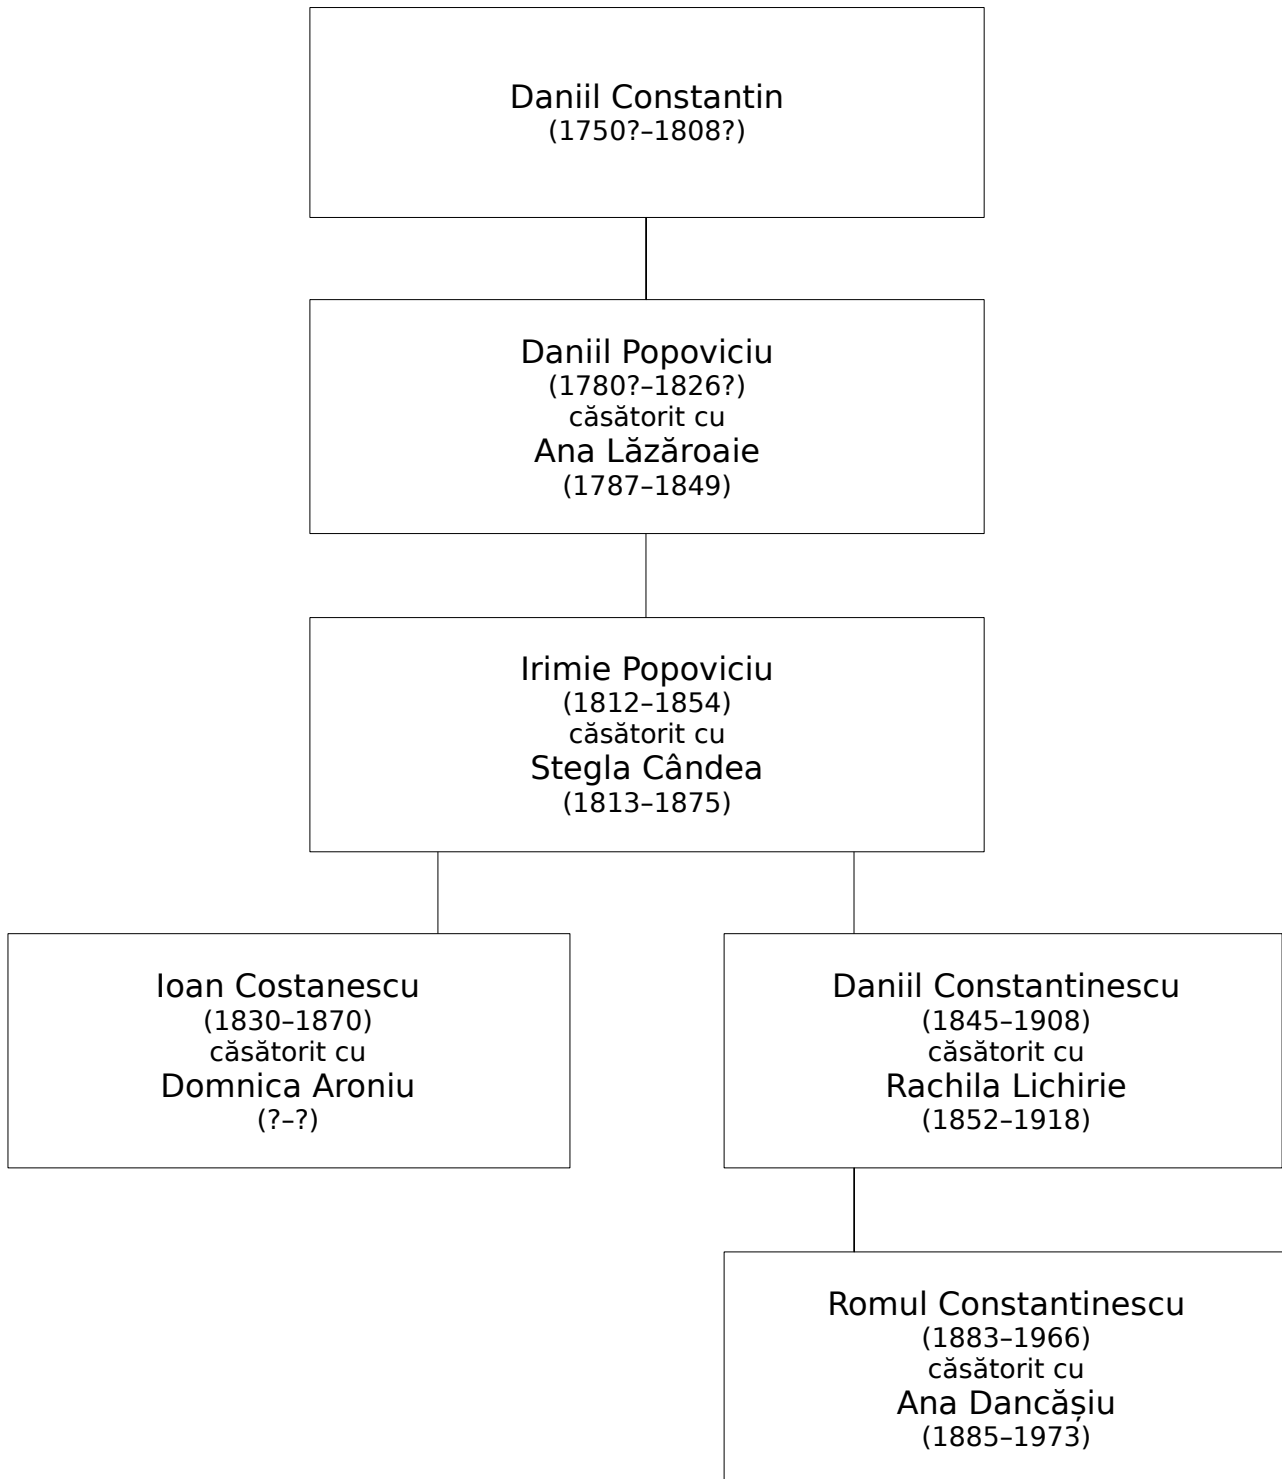 Daniil Constantin
(1750?–1808?)
Daniil Popoviciu
(1780?–1826?)
căsătorit cu
Ana Lăzăroaie
(1787–1849)
Irimie Popoviciu
(1812–1854)
căsătorit cu
Stegla Cândea
(1813–1875)
Ioan Costanescu
(1830–1870)
căsătorit cu
Domnica Aroniu
(?–?)
Daniil Constantinescu
(1845–1908)
căsătorit cu
Rachila Lichirie
(1852–1918)
Romul Constantinescu
(1883–1966)
căsătorit cu
Ana Dancășiu
(1885–1973)